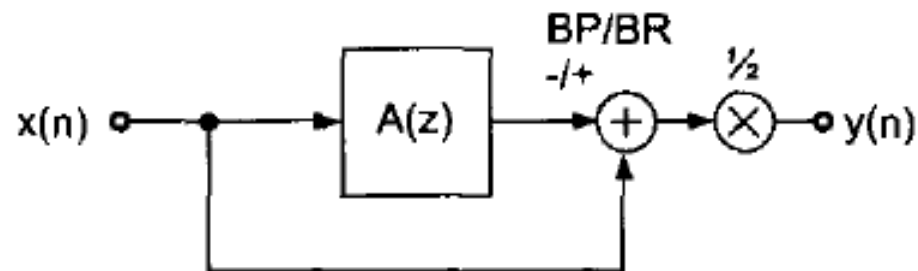 BP/BR
-/+
½
x(n)
A(z)
+
×
y(n)